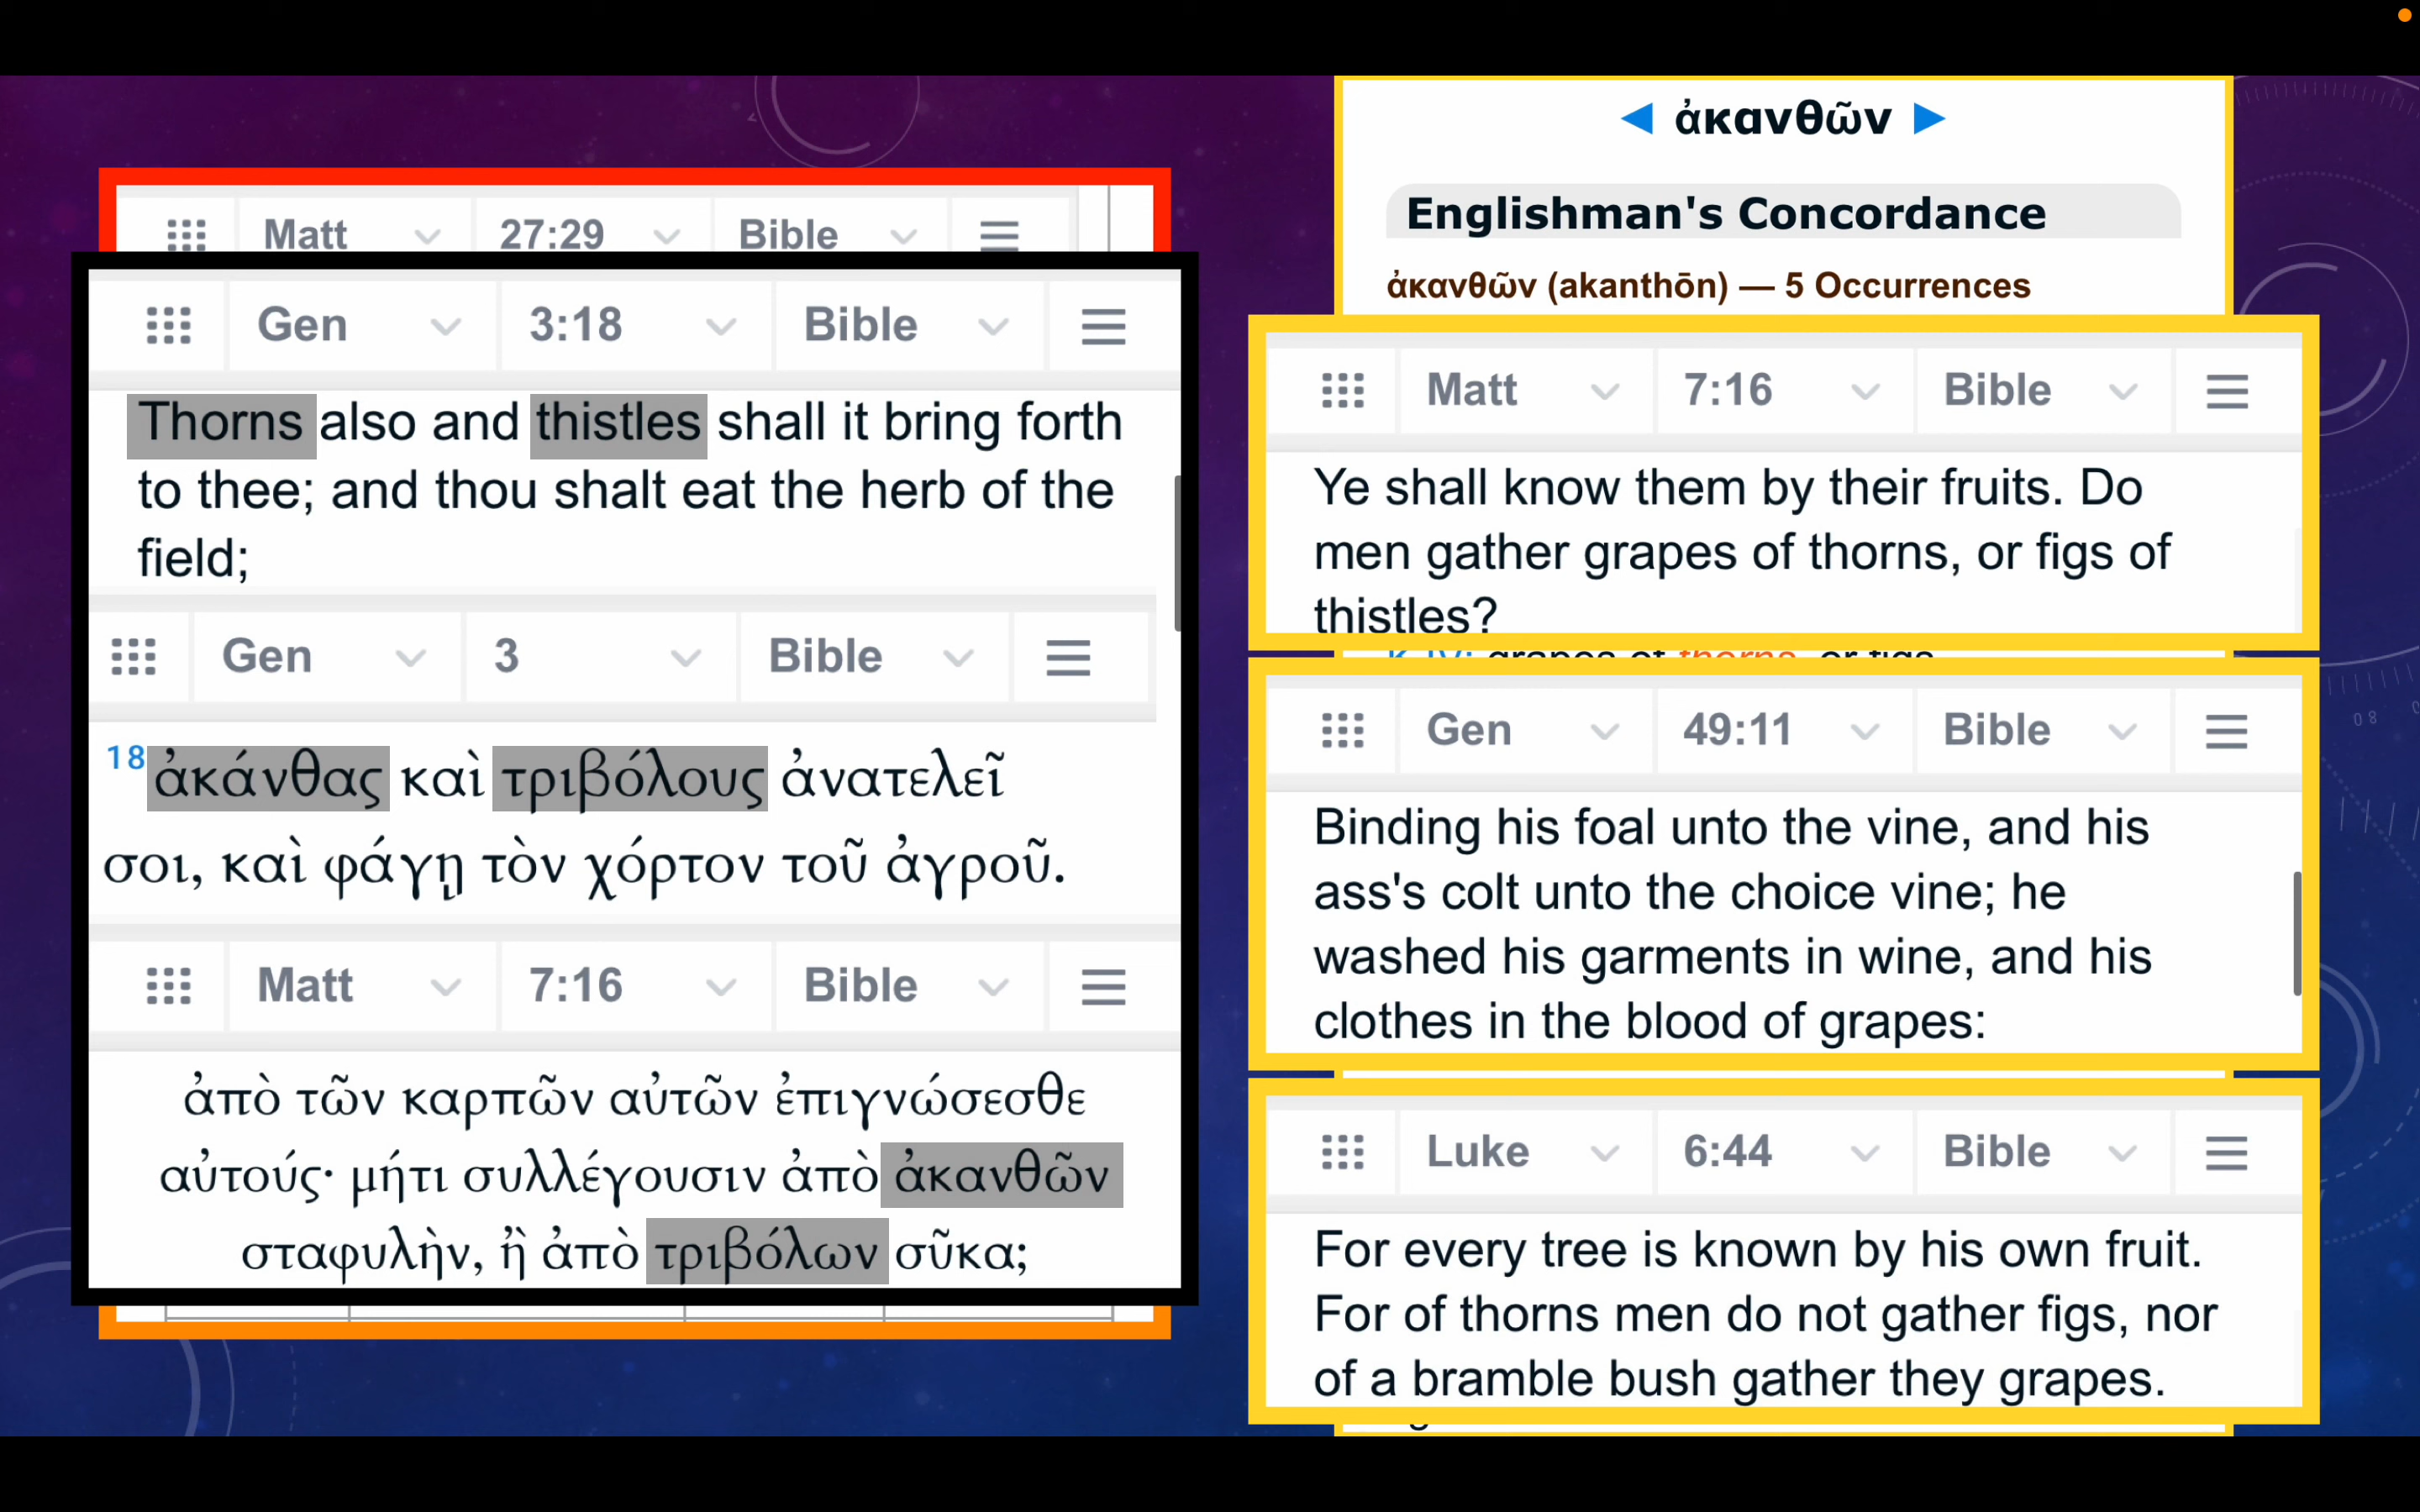 Matt 27:29 Bible
Gen 3:18 Bible
Thorns also and thistles shall it bring forth
to thee; and thou shalt eat the herb of the
field;
Gen 3 Bible
18 ἀκάνθας καὶ τριβόλους ἀνατελεῖ
σοι, καὶ φάγῃ τὸν χόρτον τοῦ ἀγροῦ.
Matt 7:16 Bible
ἀπὸ τῶν καρπῶν αὐτῶν ἐπιγνώσεσθε
αὐτούς· μήτι συλλέγουσιν ἀπὸ ἀκανθῶν
σταφυλὴν, ἢ ἀπὸ τριβόλων σῦκα;
ἀκανθῶν
Englishman's Concordance
ἀκανθῶν (akanthōn) — 5 Occurrences
Matt 7:16 Bible
Ye shall know them by their fruits. Do
men gather grapes of thorns, or figs of
thistles?
KJV: grapes of thorns, or figs
Gen 49:11 Bible
Binding his foal unto the vine, and his
ass's colt unto the choice vine; he
washed his garments in wine, and his
clothes in the blood of grapes:
Luke 6:44 Bible
For every tree is known by his own fruit.
For of thorns men do not gather figs, nor
of a bramble bush gather they grapes.